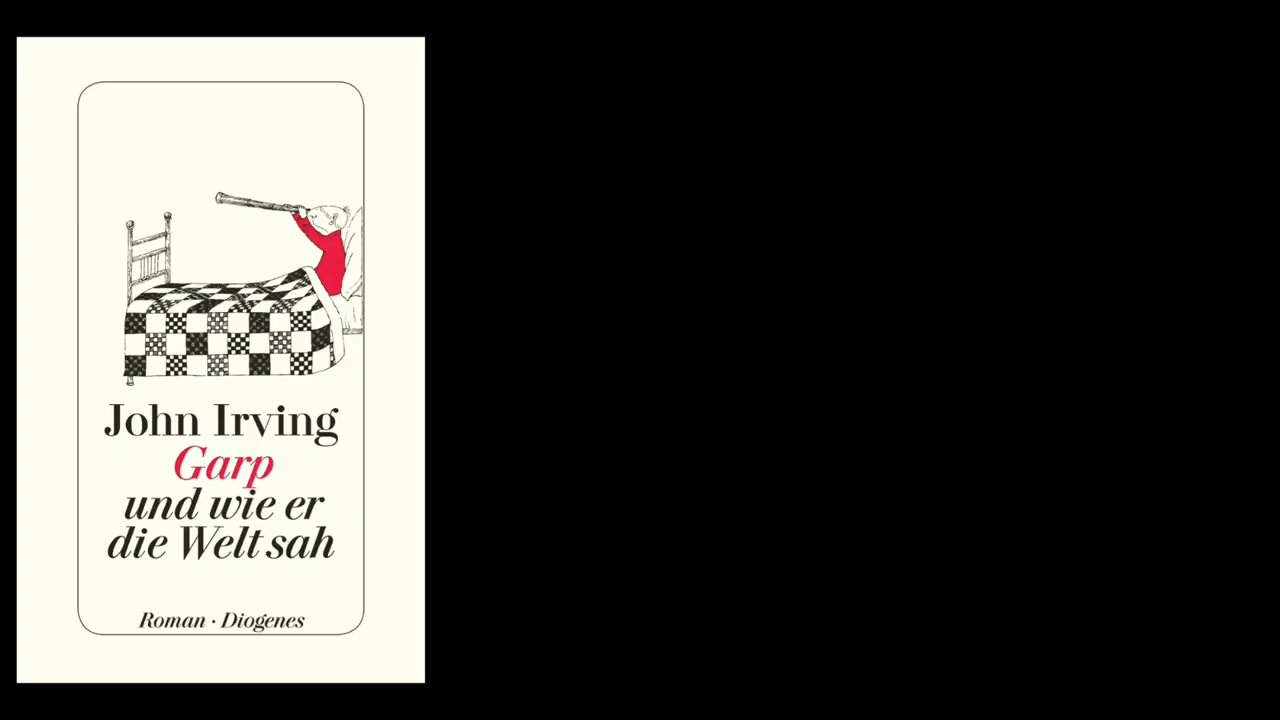 John Irving
Garp
und wie er
die Welt sah
Roman · Diogenes